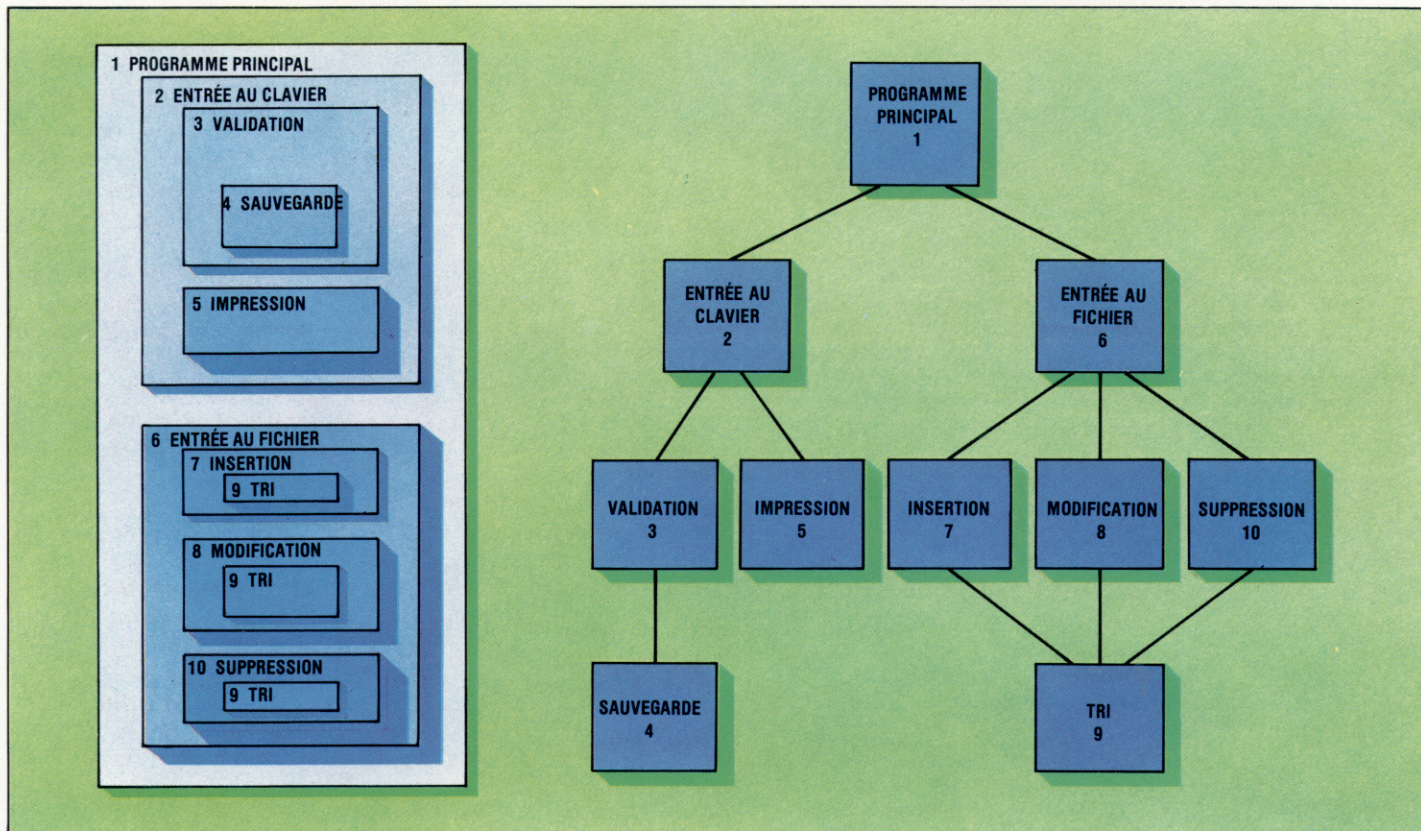 1 PROGRAMME PRINCIPAL
2 ENTRÉE AU CLAVIER
3 VALIDATION
4 SAUVEGARDE
5 IMPRESSION
6 ENTRÉE AU FICHIER
7 INSERTION
9 TRI
8 MODIFICATION
9 TRI
10 SUPPRESSION
9 TRI
PROGRAMME
PRINCIPAL
1
ENTRÉE AU
CLAVIER
2
ENTRÉE AU
FICHIER
6
VALIDATION
3
IMPRESSION
5
INSERTION
7
MODIFICATION
8
SUPPRESSION
10
SAUVEGARDE
4
TRI
9